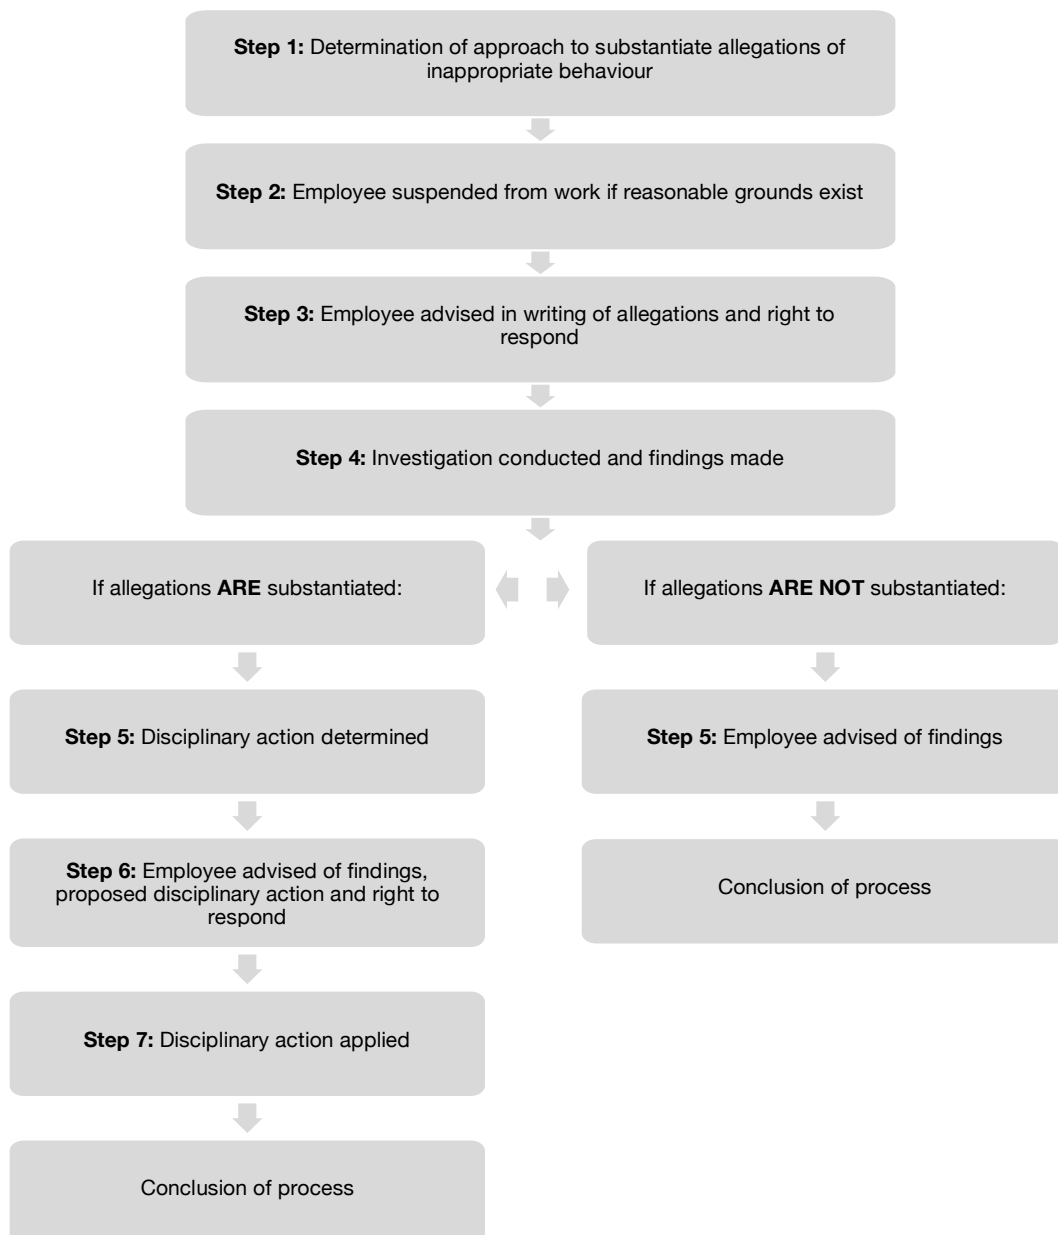 Step 1: Determination of approach to substantiate allegations of
inappropriate behaviour
Step 2: Employee suspended from work if reasonable grounds exist
Step 3: Employee advised in writing of allegations and right to
respond
Step 4: Investigation conducted and findings made
If allegations ARE substantiated:
If allegations ARE NOT substantiated:
Step 5: Disciplinary action determined
Step 5: Employee advised of findings
Step 6: Employee advised of findings,
proposed disciplinary action and right to
respond
Conclusion of process
Step 7: Disciplinary action applied
Conclusion of process